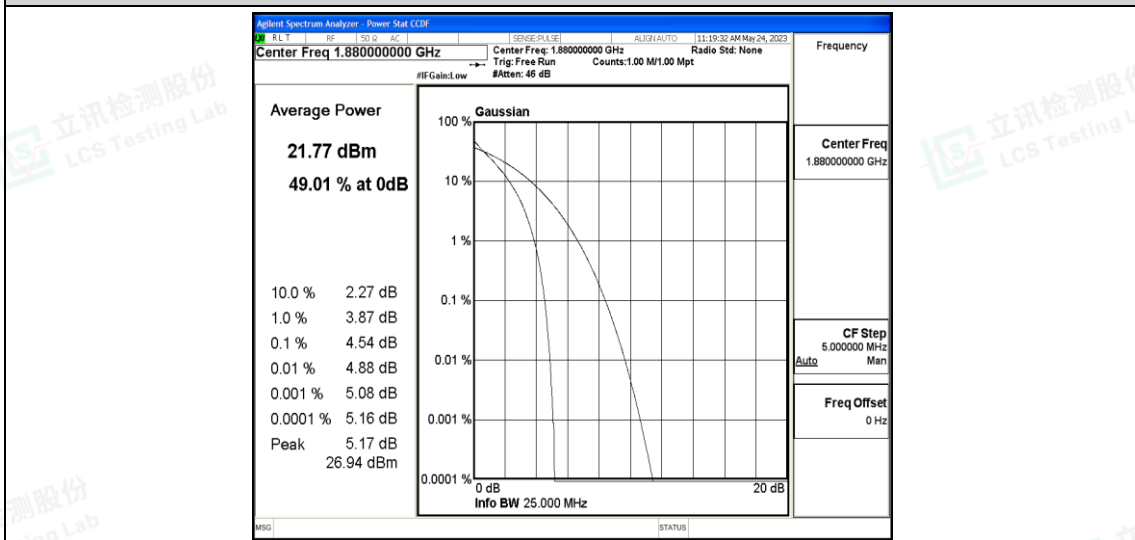 Agilent Spectrum Analyzer - Power Stat CCDF
RLT RF 50 Ω AC SENSE:PULSE ALIGNAUTO 11:19:32 AM May 24, 2023
Center Freq 1.880000000 GHz
Center Freq: 1.880000000 GHz Radio Std: None
Trig: Free Run Counts:1.00 M/1.00 Mpt
#IFGain:Low #Atten: 46 dB
Frequency
Average Power
21.77 dBm
49.01 % at 0dB
10.0 % 2.27 dB
1.0 % 3.87 dB
0.1 % 4.54 dB
0.01 % 4.88 dB
0.001 % 5.08 dB
0.0001 % 5.16 dB
Peak 5.17 dB
26.94 dBm
Gaussian
100 %
10 %
1 %
0.1 %
0.01 %
0.001 %
0.0001 %
0 dB 20 dB
Info BW 25.000 MHz
Center Freq
1.880000000 GHz
CF Step
5.000000 MHz
Auto Man
Freq Offset
0 Hz
MSG STATUS
立讯检测股份
LCS Testing Lab
立讯检测股份
LCS Testing L
测股份
ing Lab